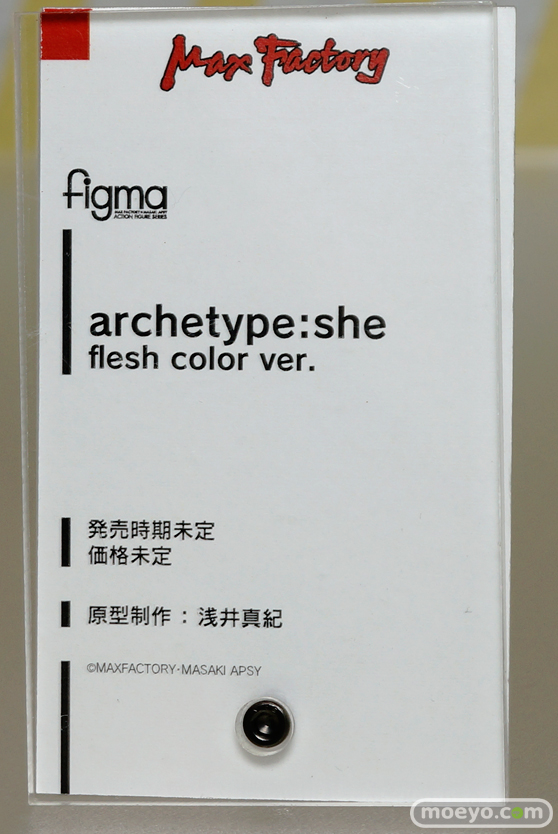 Max Factory
figma
MAX FACTORY×MASAKI APSY
ACTION FIGURE SERIES
archetype:she
flesh color ver.
発売時期未定
価格未定
原型制作：浅井真紀
©MAXFACTORY・MASAKI APSY
moeyo.com